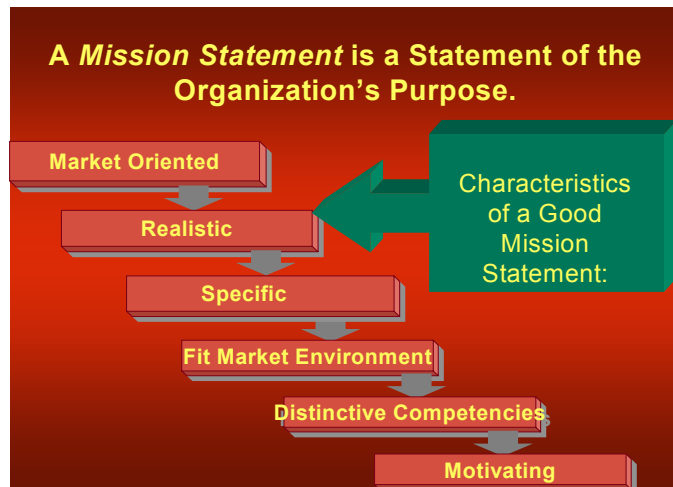 A Mission Statement is a Statement of the
Organization’s Purpose.
Market Oriented
Realistic
Specific
Fit Market Environment
Distinctive Competencies
Motivating
Characteristics
of a Good
Mission
Statement: